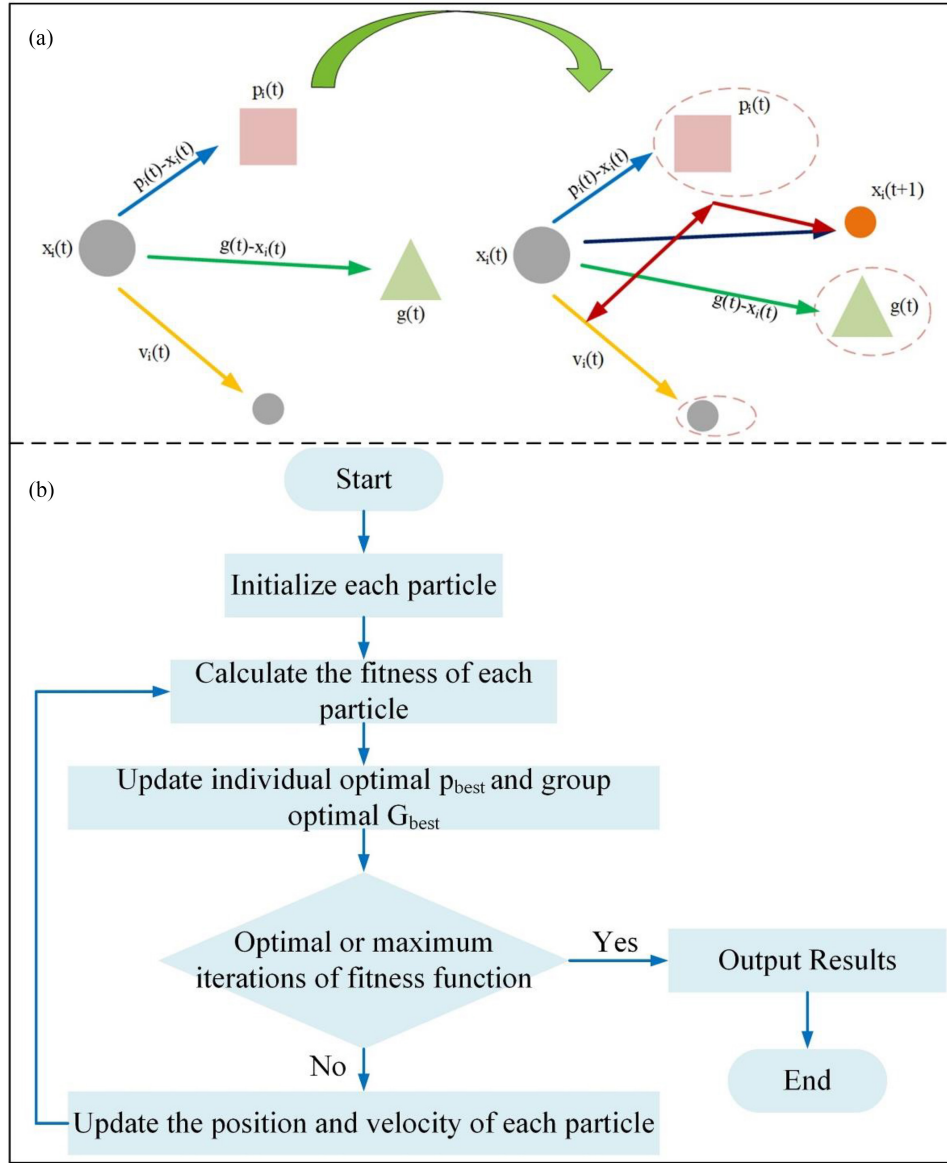 (a)
pᵢ(t)
pᵢ(t)-xᵢ(t)
xᵢ(t)
g(t)-xᵢ(t)
g(t)
vᵢ(t)
pᵢ(t)
pᵢ(t)-xᵢ(t)
xᵢ(t+1)
xᵢ(t)
g(t)-xᵢ(t)
g(t)
vᵢ(t)
(b)
Start
Initialize each particle
Calculate the fitness of each
particle
Update individual optimal pbest and group
optimal Gbest
Optimal or maximum
iterations of fitness function
Yes
Output Results
No
End
Update the position and velocity of each particle